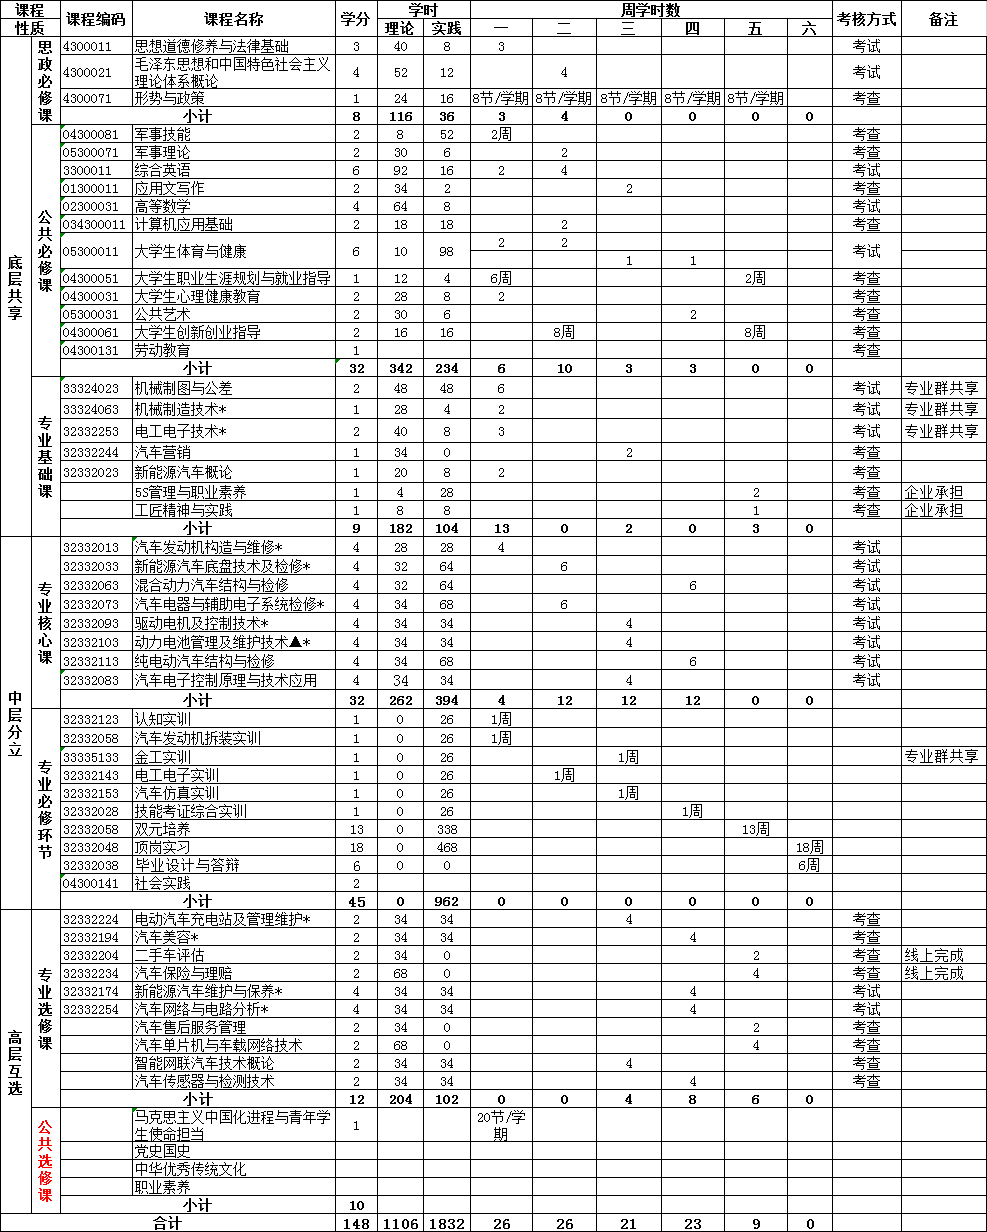 课程 性质 课程编码 课程名称 学分 学时 周学时数 考核方式 备注
理论 实践 一 二 三 四 五 六
底层共享
思政必修课
4300011 思想道德修养与法律基础 3 40 8 3 考试
4300021 毛泽东思想和中国特色社会主义 4 52 12 4 考试
理论体系概论
4300071 形势与政策 1 24 16 8节/学期 8节/学期 8节/学期 8节/学期 8节/学期 考查
小计 8 116 36 3 4 0 0 0 0
公共必修课
04300081 军事技能 2 8 52 2周 考查
05300071 军事理论 2 30 6 2 考查
3300011 综合英语 6 92 16 2 4 考试
01300011 应用文写作 2 34 2 2 考查
02300031 高等数学 4 64 8 考试
034300011 计算机应用基础 2 18 18 2 考查
05300011 大学生体育与健康 6 10 98 2 2 考试
1 1
04300051 大学生职业生涯规划与就业指导 1 12 4 6周 2周 考查
04300031 大学生心理健康教育 2 28 8 2 考查
05300031 公共艺术 2 30 6 2 考查
04300061 大学生创新创业指导 2 16 16 8周 8周 考查
04300131 劳动教育 1 考查
小计 32 342 234 6 10 3 3 0 0
专业基础课
33324023 机械制图与公差 2 48 48 6 考试 专业群共享
33324063 机械制造技术* 1 28 4 2 考试 专业群共享
32332253 电工电子技术* 2 40 8 3 考试 专业群共享
32332244 汽车营销 1 34 0 2 考查
32332023 新能源汽车概论 1 20 8 2 考查
5S管理与职业素养 1 4 28 2 考查 企业承担
工匠精神与实践 1 8 8 1 考查 企业承担
小计 9 182 104 13 0 2 0 3 0
中层分立
专业核心课
32332013 汽车发动机构造与维修* 4 28 28 4 考试
32332033 新能源汽车底盘技术及检修* 4 32 64 6 考试
32332063 混合动力汽车结构与检修 4 32 64 6 考试
32332073 汽车电器与辅助电子系统检修* 4 34 68 6 考试
32332093 驱动电机及控制技术* 4 34 34 4 考试
32332103 动力电池管理及维护技术▲* 4 34 34 4 考试
32332113 纯电动汽车结构与检修 4 34 68 6 考试
32332083 汽车电子控制原理与技术应用 4 34 34 4 考试
小计 32 262 394 4 12 12 12 0 0
专业必修环节
32332123 认知实训 1 0 26 1周
32332058 汽车发动机拆装实训 1 0 26 1周
33335133 金工实训 1 0 26 1周 专业群共享
32332143 电工电子实训 1 0 26 1周
32332153 汽车仿真实训 1 0 26 1周
32332028 技能考证综合实训 1 0 26 1周
32332058 双元培养 13 0 338 13周
32332048 顶岗实习 18 0 468 18周
32332038 毕业设计与答辩 6 0 0 6周
04300141 社会实践 2
小计 45 0 962 0 0 0 0 0 0
高层互选
专业选修课
32332224 电动汽车充电站及管理维护* 2 34 34 4 考查
32332194 汽车美容* 2 34 34 4 考查
32332204 二手车评估 2 34 0 2 考查 线上完成
32332234 汽车保险与理赔 2 68 0 4 考查 线上完成
32332174 新能源汽车维护与保养* 4 34 34 4 考试
32332254 汽车网络与电路分析* 4 34 34 4 考试
汽车售后服务管理 2 34 0 2 考查
汽车单片机与车载网络技术 2 68 0 4 考查
智能网联汽车技术概论 2 34 34 4 考查
汽车传感器与检测技术 2 34 34 4 考查
小计 12 204 102 0 0 4 8 6 0
公共选修课
马克思主义中国化进程与青年学 1 20节/学
生使命担当 期
党史国史
中华优秀传统文化
职业素养
小计 10
合计 148 1106 1832 26 26 21 23 9 0